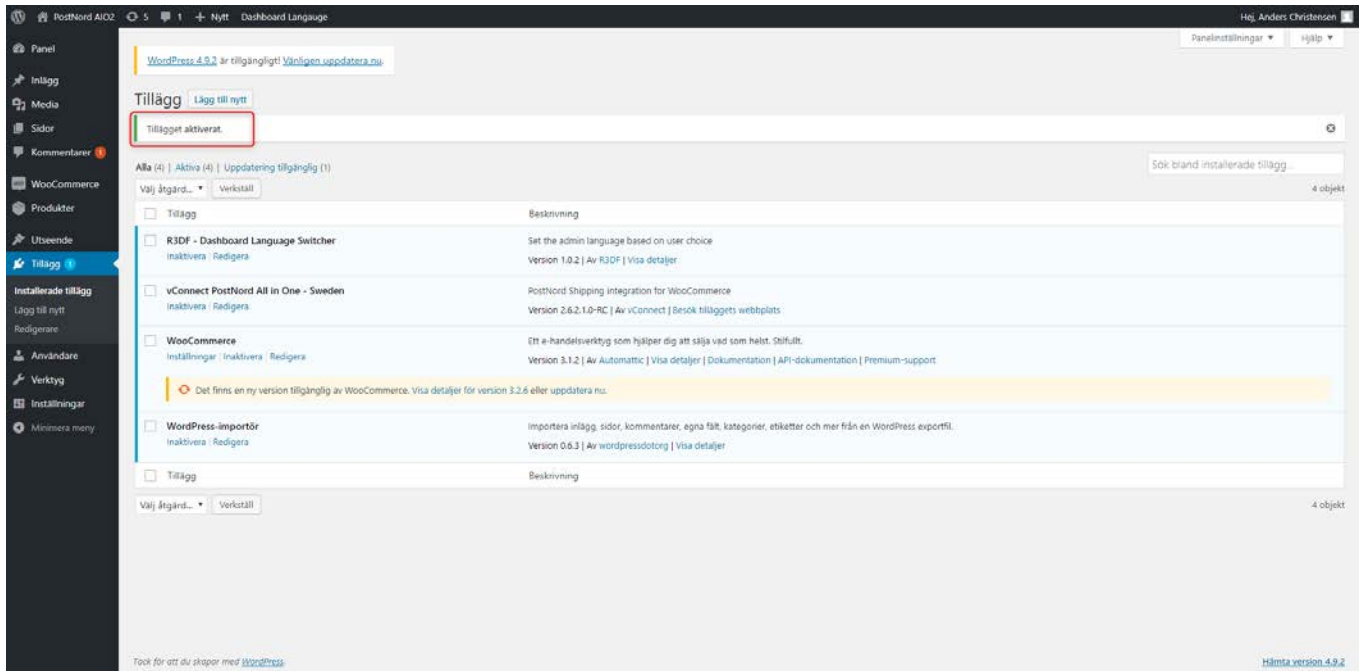 PostNord AIO2 5 1 + Nytt Dashboard Langauge
Hej, Anders Christensen
Panelinställningar ▼ Hjälp ▼
Panel
Inlägg
Media
Sidor
Kommentarer 1
WooCommerce
Produkter
Utseende
Tillägg 1
Installerade tillägg
Lägg till nytt
Redigerare
Användare
Verktyg
Inställningar
Minimera meny
WordPress 4.9.2 är tillgängligt! Vänligen uppdatera nu.
Tillägg Lägg till nytt
Tillägget aktiverat.
Alla (4) | Aktiva (4) | Uppdatering tillgänglig (1)
Sök bland installerade tillägg...
Välj åtgärd... ▼ Verkställ
4 objekt
Tillägg Beskrivning
R3DF - Dashboard Language Switcher
Inaktivera | Redigera
Set the admin language based on user choice
Version 1.0.2 | Av R3DF | Visa detaljer
vConnect PostNord All in One - Sweden
Inaktivera | Redigera
PostNord Shipping integration for WooCommerce
Version 2.6.2.1.0-RC | Av vConnect | Besök tilläggets webbplats
WooCommerce
Inställningar | Inaktivera | Redigera
Ett e-handelsverktyg som hjälper dig att sälja vad som helst. Stilfullt.
Version 3.1.2 | Av Automattic | Visa detaljer | Dokumentation | API-dokumentation | Premium-support
Det finns en ny version tillgänglig av WooCommerce. Visa detaljer för version 3.2.6 eller uppdatera nu.
WordPress-importör
Inaktivera | Redigera
Importera inlägg, sidor, kommentarer, egna fält, kategorier, etiketter och mer från en WordPress exportfil.
Version 0.6.3 | Av wordpressdotorg | Visa detaljer
Tillägg Beskrivning
Välj åtgärd... ▼ Verkställ
4 objekt
Tack för att du skapar med WordPress.
Hämta version 4.9.2